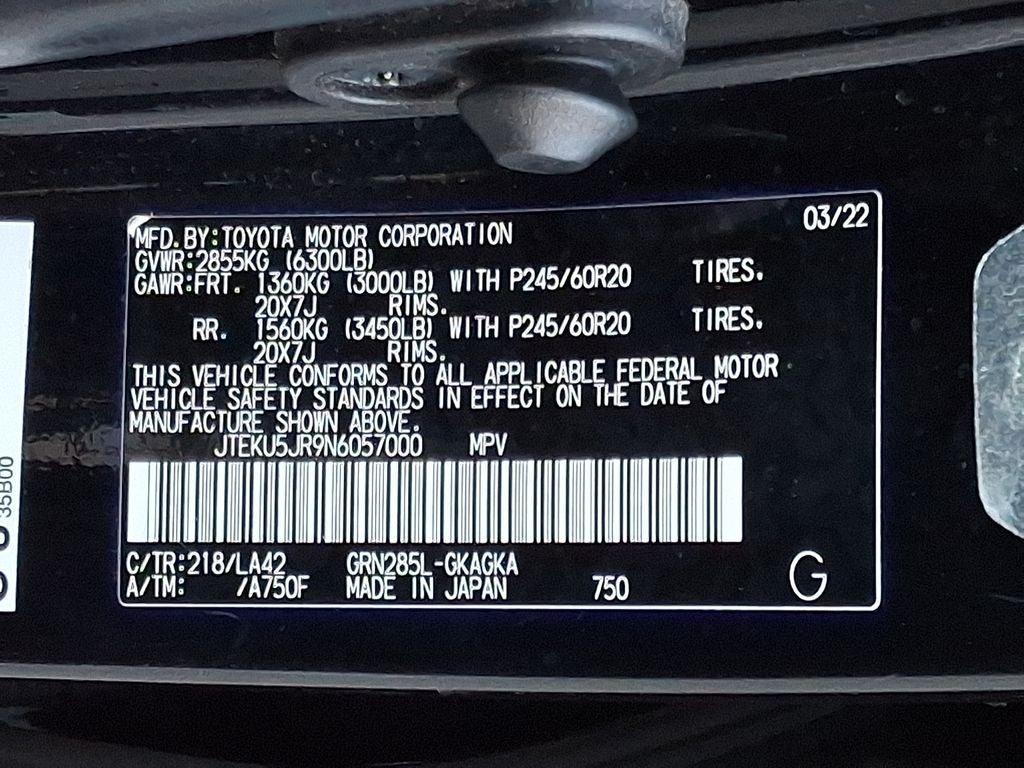 03/22
MFD.BY:TOYOTA MOTOR CORPORATION
GVWR:2855KG (6300LB)
GAWR:FRT. 1360KG (3000LB) WITH P245/60R20 TIRES.
20X7J RIMS.
RR. 1560KG (3450LB) WITH P245/60R20 TIRES.
20X7J RIMS.
THIS VEHICLE CONFORMS TO ALL APPLICABLE FEDERAL MOTOR
VEHICLE SAFETY STANDARDS IN EFFECT ON THE DATE OF
MANUFACTURE SHOWN ABOVE.
JTEKU5JR9N6057000 MPV
C/TR:218/LA42 GRN285L-GKAGKA
A/TM: /A750F MADE IN JAPAN 750
G
35B00